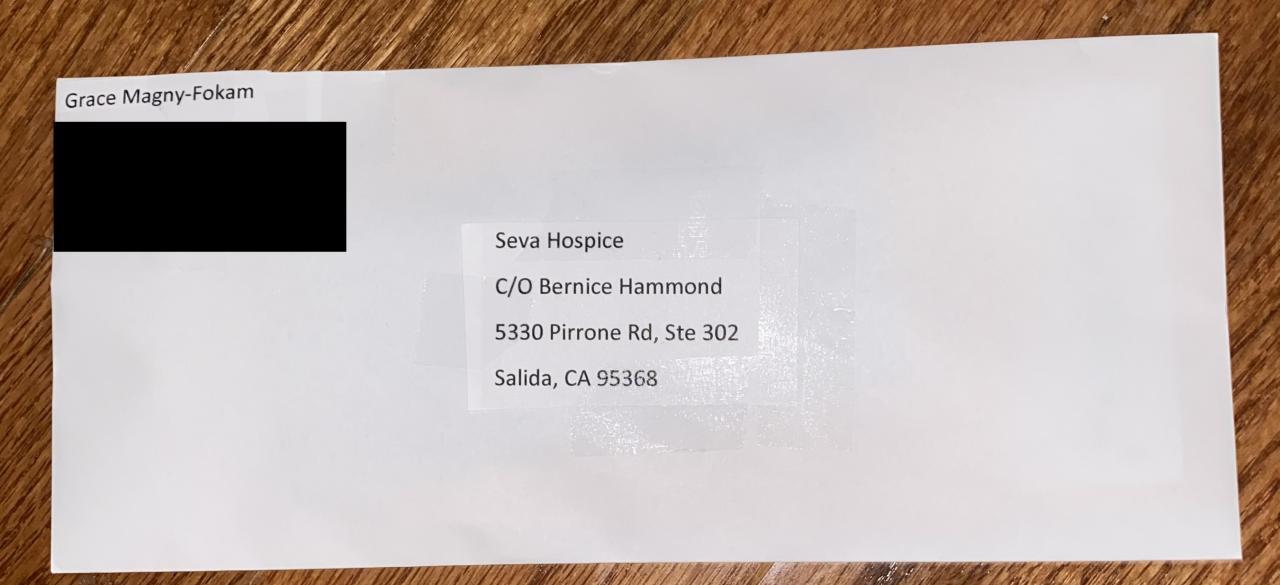 Grace Magny-Fokam
Seva Hospice
C/O Bernice Hammond
5330 Pirrone Rd, Ste 302
Salida, CA 95368